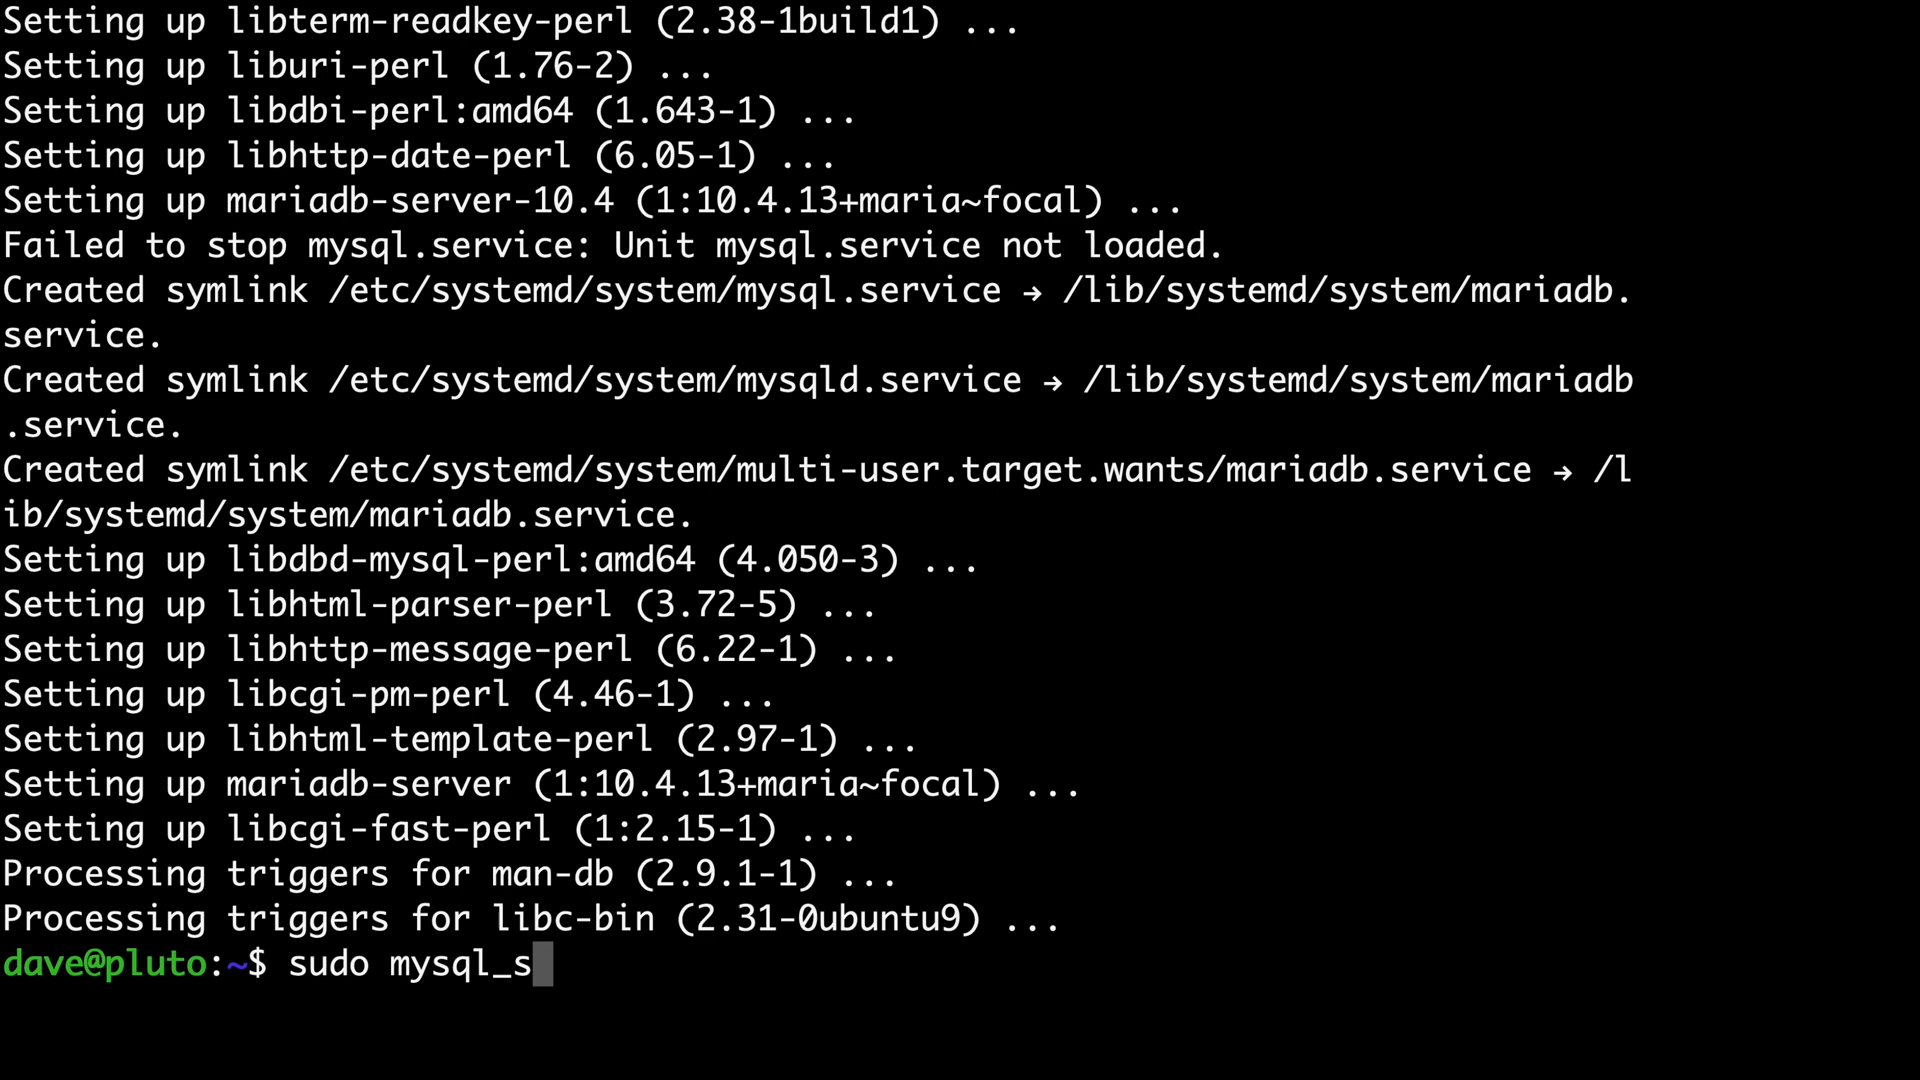 Setting up libterm-readkey-perl (2.38-1build1) ...
Setting up liburi-perl (1.76-2) ...
Setting up libdbi-perl:amd64 (1.643-1) ...
Setting up libhttp-date-perl (6.05-1) ...
Setting up mariadb-server-10.4 (1:10.4.13+maria~focal) ...
Failed to stop mysql.service: Unit mysql.service not loaded.
Created symlink /etc/systemd/system/mysql.service → /lib/systemd/system/mariadb.
service.
Created symlink /etc/systemd/system/mysqld.service → /lib/systemd/system/mariadb
.service.
Created symlink /etc/systemd/system/multi-user.target.wants/mariadb.service → /l
ib/systemd/system/mariadb.service.
Setting up libdbd-mysql-perl:amd64 (4.050-3) ...
Setting up libhtml-parser-perl (3.72-5) ...
Setting up libhttp-message-perl (6.22-1) ...
Setting up libcgi-pm-perl (4.46-1) ...
Setting up libhtml-template-perl (2.97-1) ...
Setting up mariadb-server (1:10.4.13+maria~focal) ...
Setting up libcgi-fast-perl (1:2.15-1) ...
Processing triggers for man-db (2.9.1-1) ...
Processing triggers for libc-bin (2.31-0ubuntu9) ...
dave@pluto:~$ sudo mysql_s